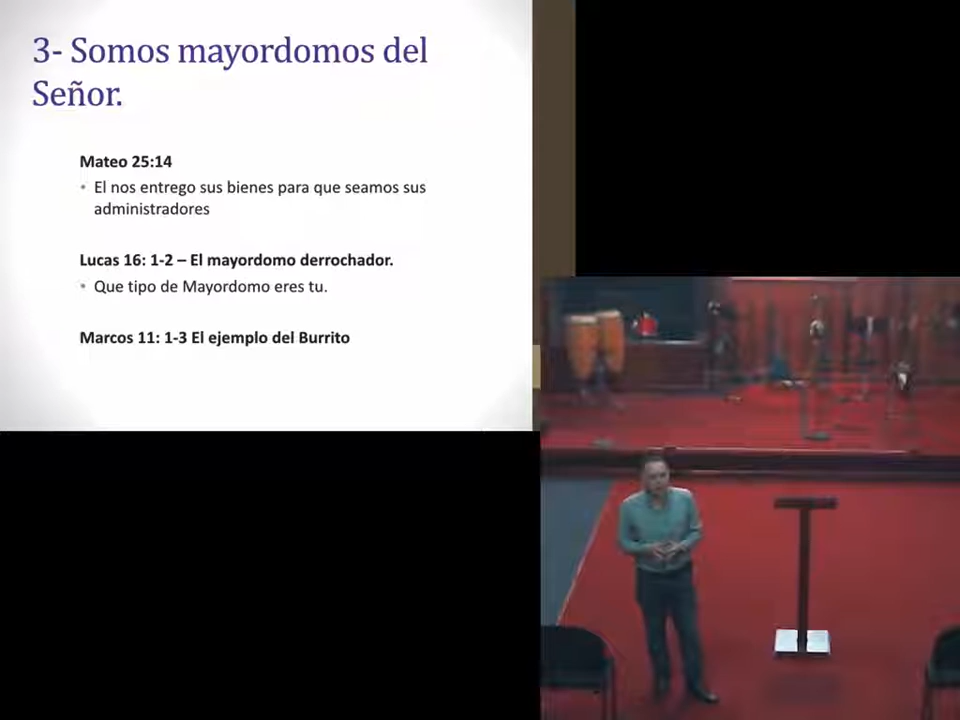 3- Somos mayordomos del
Señor.
Mateo 25:14
• El nos entrego sus bienes para que seamos sus
administradores
Lucas 16: 1-2 – El mayordomo derrochador.
• Que tipo de Mayordomo eres tu.
Marcos 11: 1-3 El ejemplo del Burrito